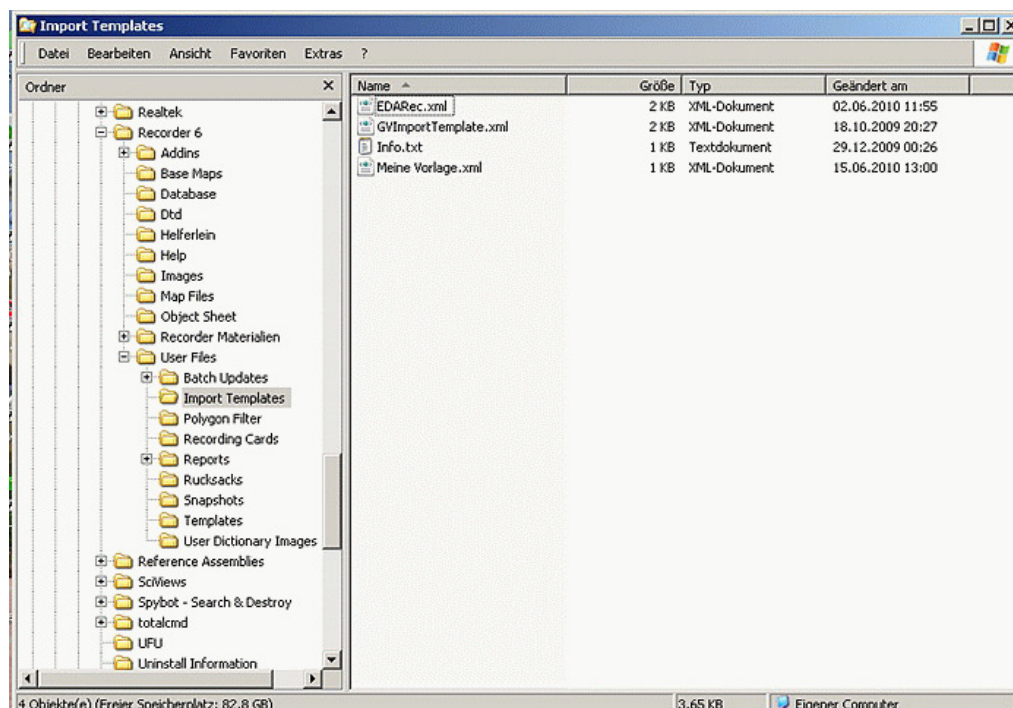 Import Templates
Datei Bearbeiten Ansicht Favoriten Extras ?
Ordner
Realtek
Recorder 6
Addins
Base Maps
Database
Dtd
Helferlein
Help
Images
Map Files
Object Sheet
Recorder Materialien
User Files
Batch Updates
Import Templates
Polygon Filter
Recording Cards
Reports
Rucksacks
Snapshots
Templates
User Dictionary Images
Reference Assemblies
SciViews
Spybot - Search & Destroy
totalcmd
UFU
Uninstall Information
Name Größe Typ Geändert am
EDARec.xml 2 KB XML-Dokument 02.06.2010 11:55
GVImportTemplate.xml 2 KB XML-Dokument 18.10.2009 20:27
Info.txt 1 KB Textdokument 29.12.2009 00:26
Meine Vorlage.xml 1 KB XML-Dokument 15.06.2010 13:00
4 Objekte(e) (Freier Speicherplatz: 82,8 GB) 3,65 KB Eigener Computer